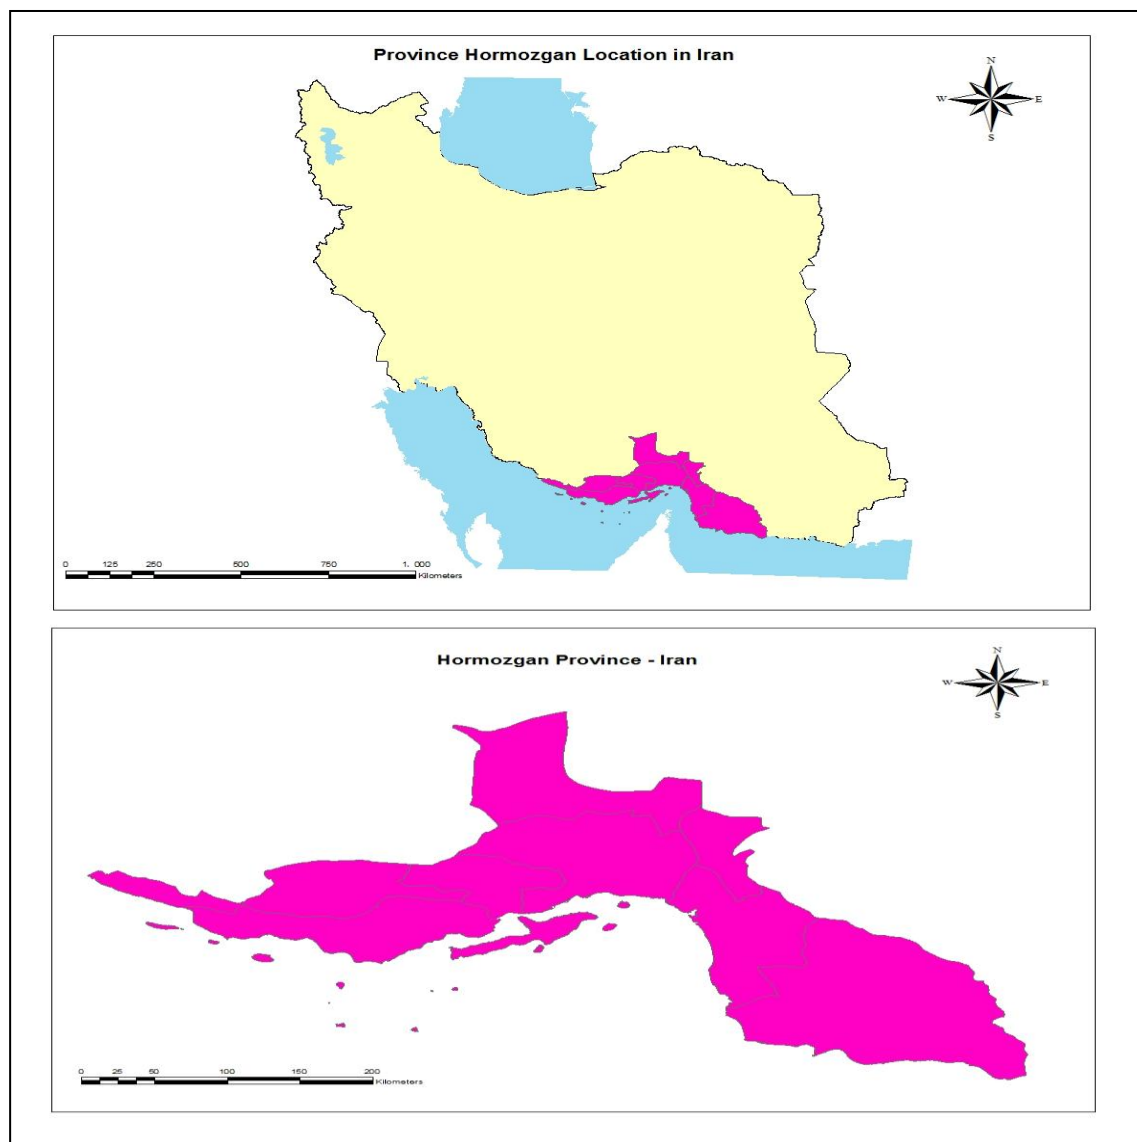 Province Hormozgan Location in Iran
N
W E
S
0 125 250 500 750 1. 000
Kilometers
Hormozgan Province - Iran
N
W E
S
0 25 50 100 150 200
Kilometers